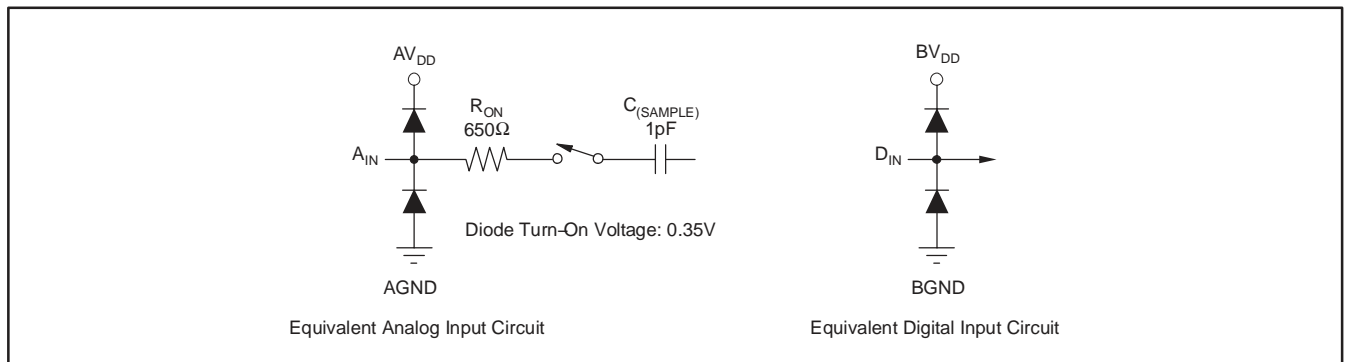 AVDD
RON
650Ω
C(SAMPLE)
1pF
AIN
Diode Turn-On Voltage: 0.35V
AGND
Equivalent Analog Input Circuit
BVDD
DIN
BGND
Equivalent Digital Input Circuit